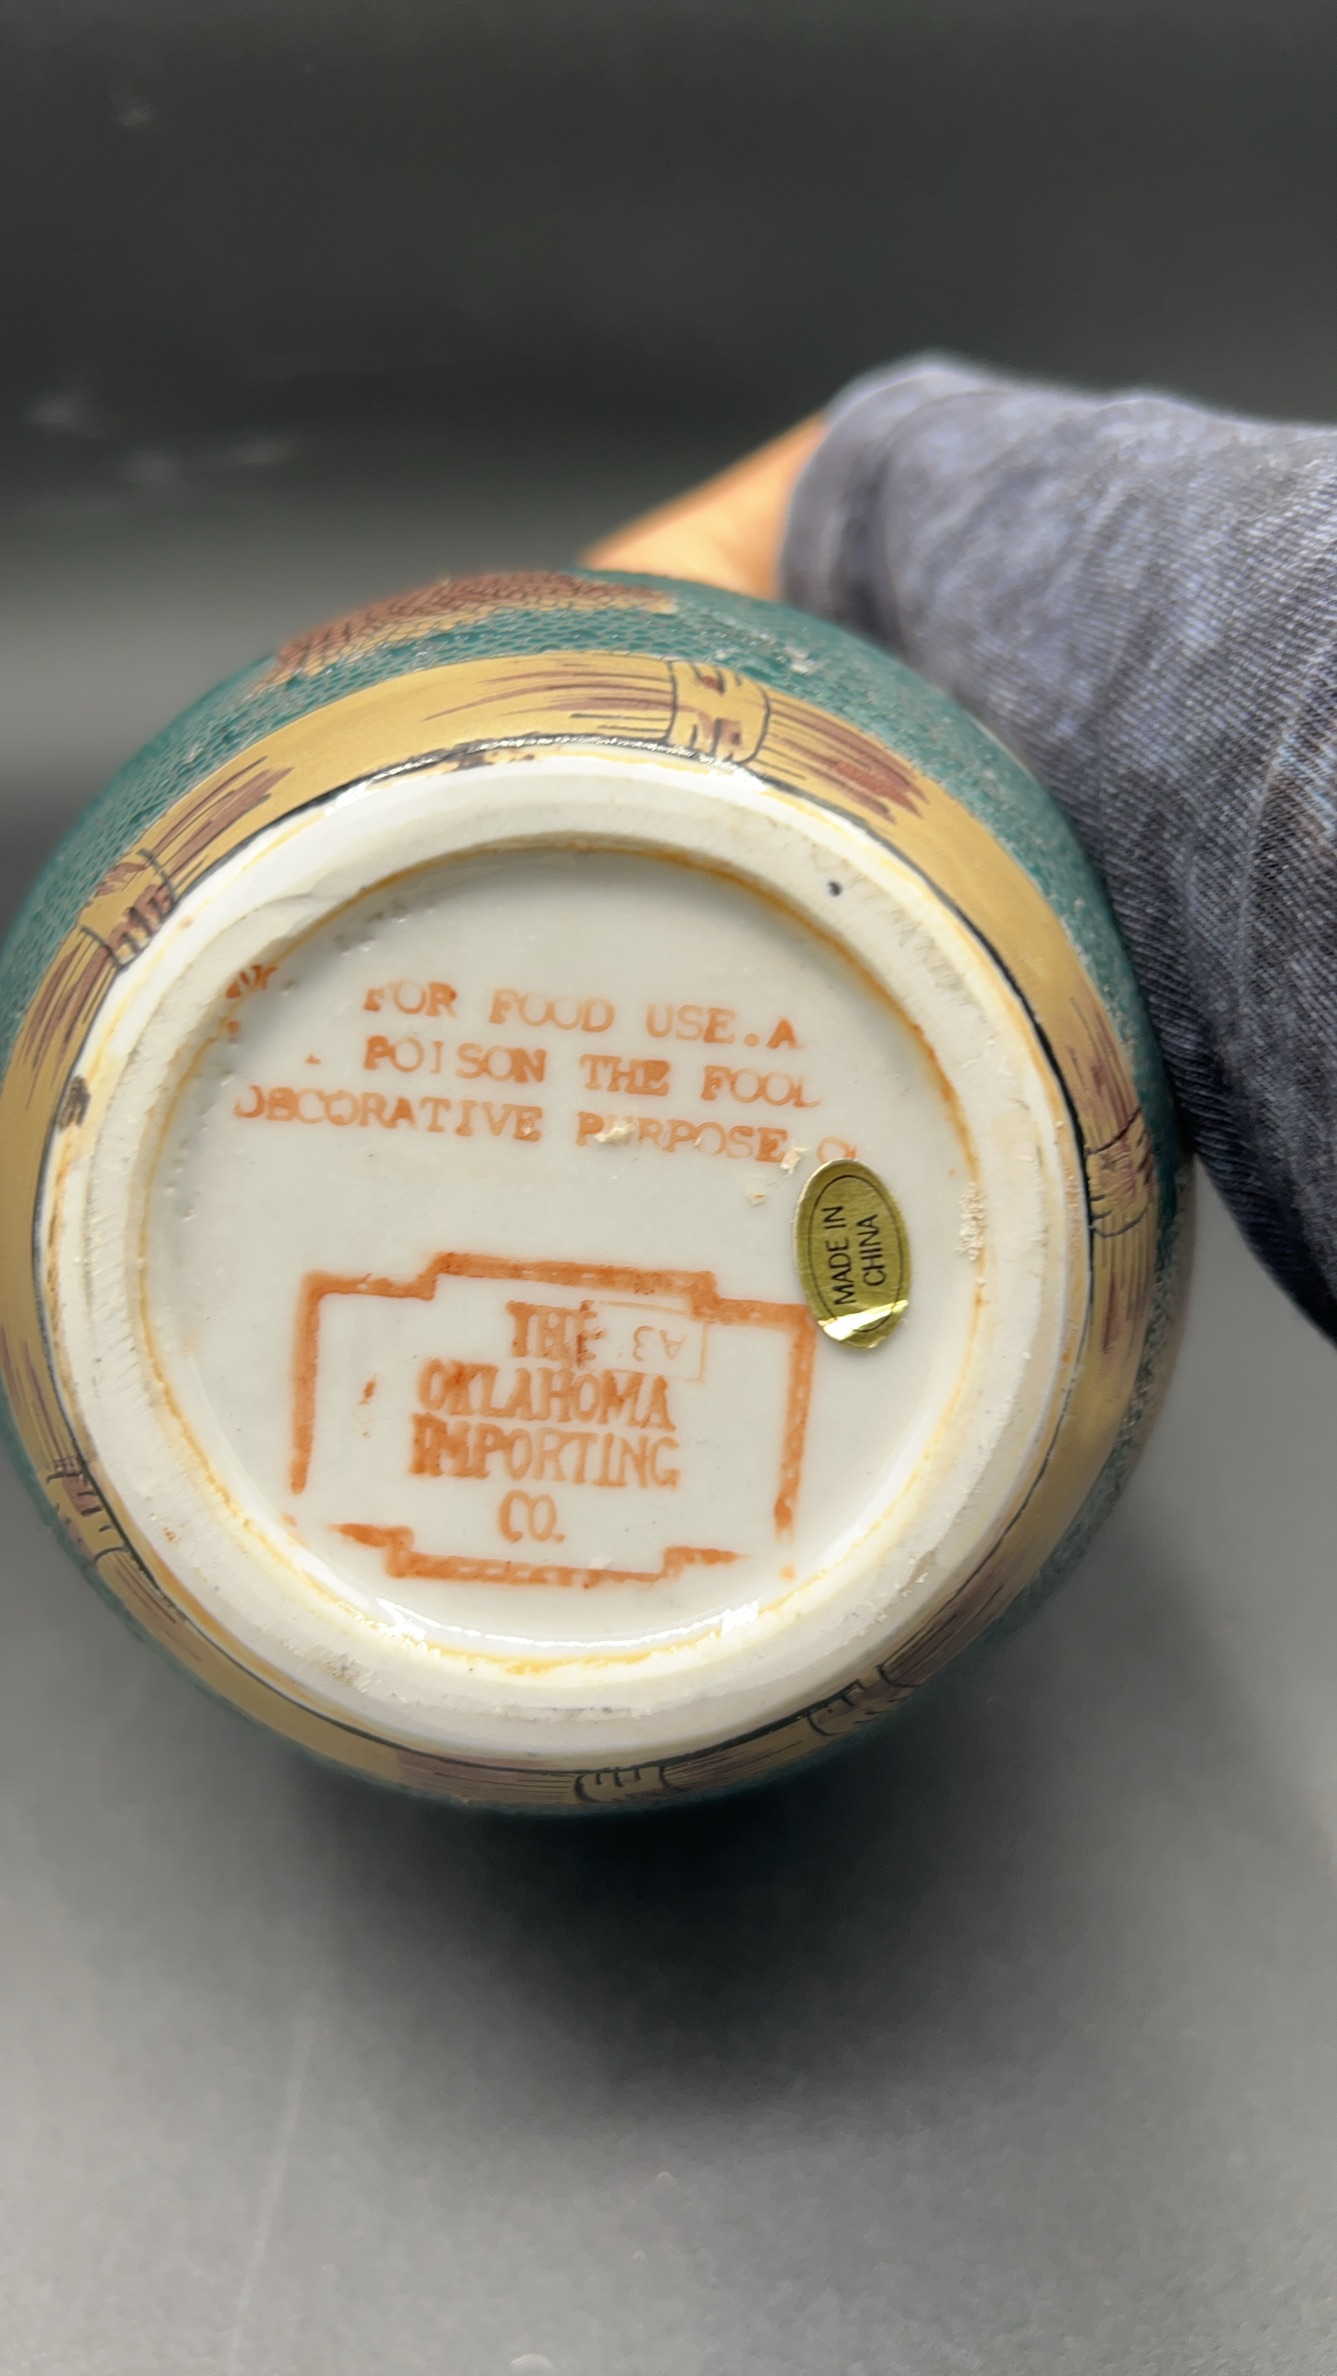 FOR FOOD USE.A
POISON THE FOOL
DECORATIVE PURPOSE
MADE IN
CHINA
THE
A3
OKLAHOMA
IMPORTING
CO.